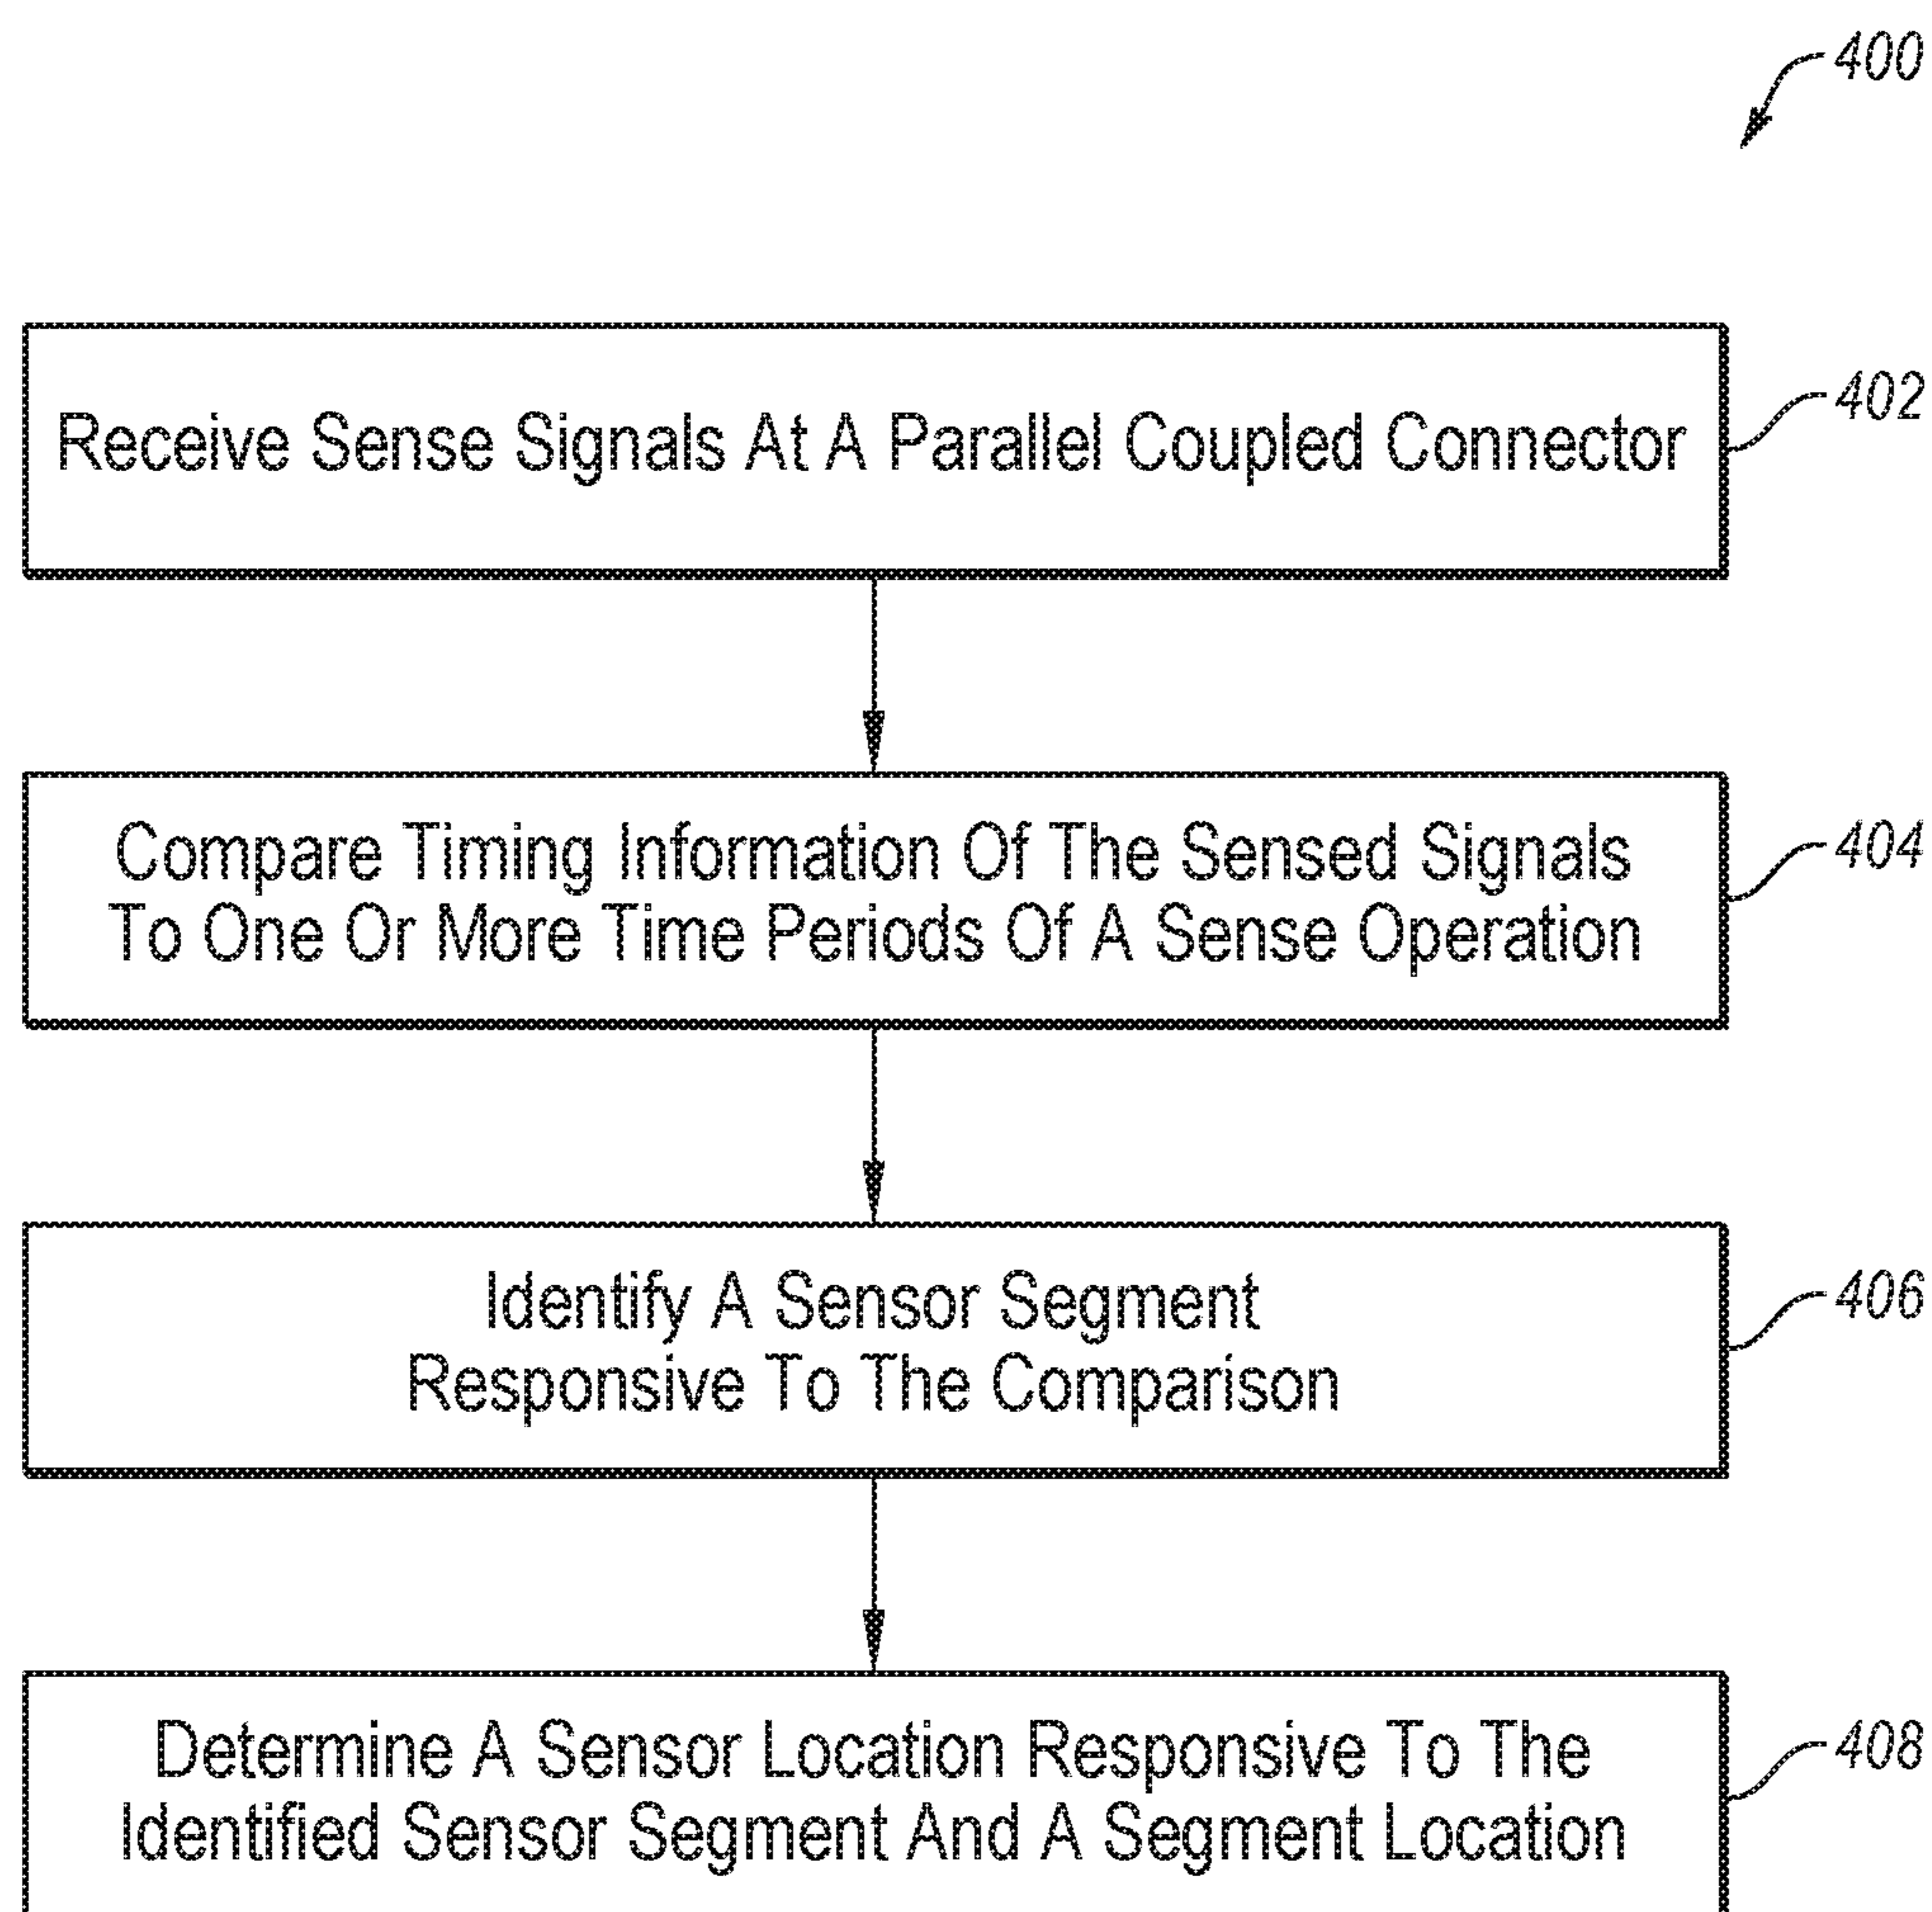 400
Receive Sense Signals At A Parallel Coupled Connector
402
Compare Timing Information Of The Sensed Signals
To One Or More Time Periods Of A Sense Operation
404
Identify A Sensor Segment
Responsive To The Comparison
406
Determine A Sensor Location Responsive To The
Identified Sensor Segment And A Segment Location
408